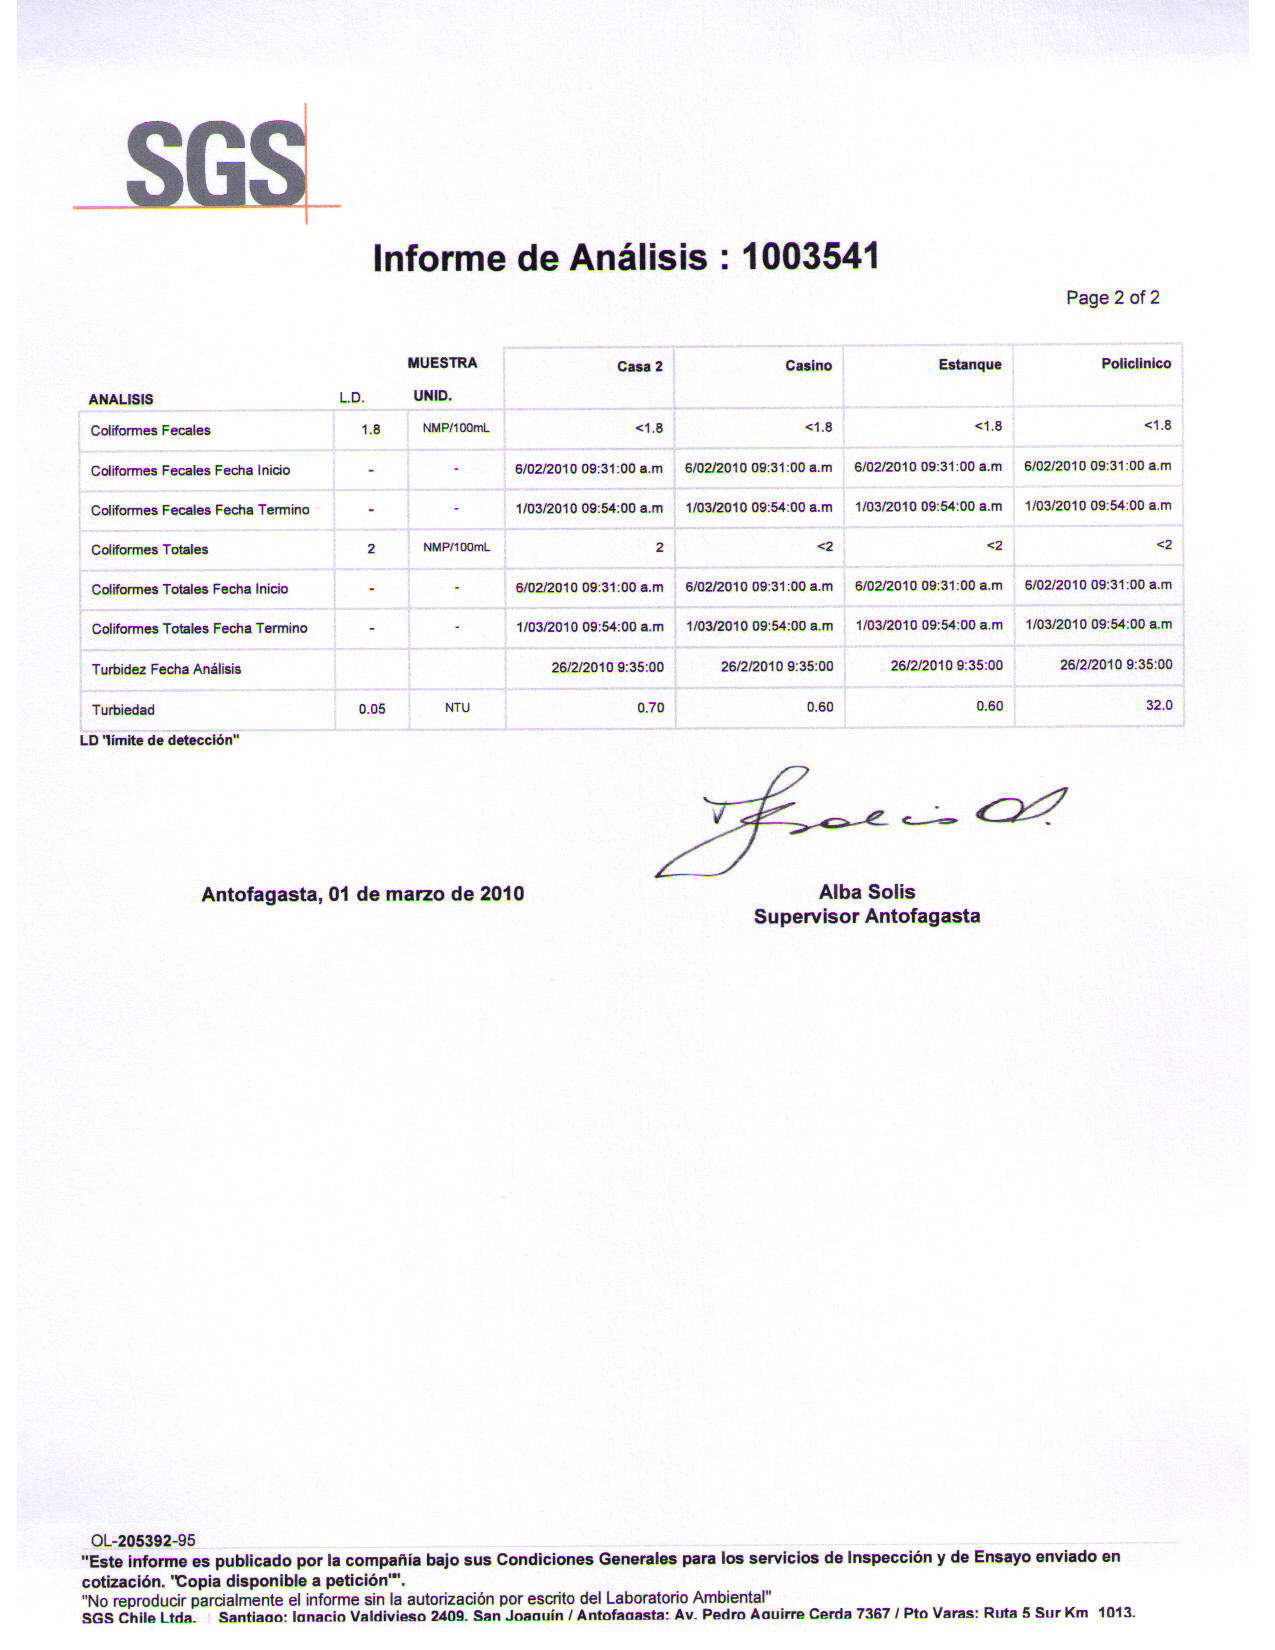 SGS
Informe de Análisis : 1003541
Page 2 of 2
MUESTRA Casa 2 Casino Estanque Policlinico
ANALISIS L.D. UNID.
Coliformes Fecales 1.8 NMP/100mL <1.8 <1.8 <1.8 <1.8
Coliformes Fecales Fecha Inicio - - 6/02/2010 09:31:00 a.m 6/02/2010 09:31:00 a.m 6/02/2010 09:31:00 a.m 6/02/2010 09:31:00 a.m
Coliformes Fecales Fecha Termino - - 1/03/2010 09:54:00 a.m 1/03/2010 09:54:00 a.m 1/03/2010 09:54:00 a.m 1/03/2010 09:54:00 a.m
Coliformes Totales 2 NMP/100mL 2 <2 <2 <2
Coliformes Totales Fecha Inicio - - 6/02/2010 09:31:00 a.m 6/02/2010 09:31:00 a.m 6/02/2010 09:31:00 a.m 6/02/2010 09:31:00 a.m
Coliformes Totales Fecha Termino - - 1/03/2010 09:54:00 a.m 1/03/2010 09:54:00 a.m 1/03/2010 09:54:00 a.m 1/03/2010 09:54:00 a.m
Turbidez Fecha Análisis 26/2/2010 9:35:00 26/2/2010 9:35:00 26/2/2010 9:35:00 26/2/2010 9:35:00
Turbiedad 0.05 NTU 0.70 0.60 0.60 32.0
LD "límite de detección"
Antofagasta, 01 de marzo de 2010
Alba Solis
Supervisor Antofagasta
OL-205392-95
"Este informe es publicado por la compañía bajo sus Condiciones Generales para los servicios de Inspección y de Ensayo enviado en
cotización. "Copia disponible a petición"".
"No reproducir parcialmente el informe sin la autorización por escrito del Laboratorio Ambiental"
SGS Chile Ltda. | Santiago: Ignacio Valdivieso 2409. San Joaquín / Antofagasta: Av. Pedro Aguirre Cerda 7367 / Pto Varas: Ruta 5 Sur Km 1013.